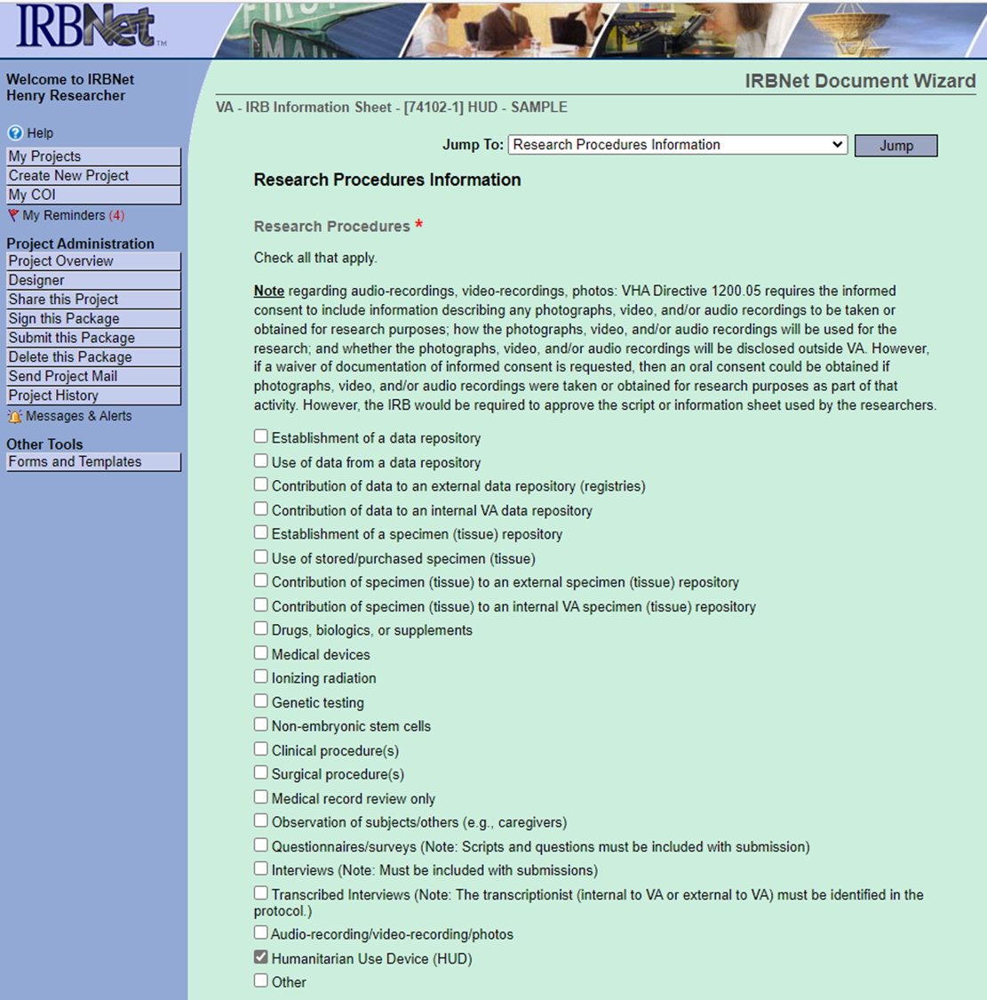 IRBNet™
FIRST
MAIN
Welcome to IRBNet
Henry Researcher
Help
My Projects
Create New Project
My COI
My Reminders (4)
Project Administration
Project Overview
Designer
Share this Project
Sign this Package
Submit this Package
Delete this Package
Send Project Mail
Project History
Messages & Alerts
Other Tools
Forms and Templates
IRBNet Document Wizard
VA - IRB Information Sheet - [74102-1] HUD - SAMPLE
Jump To: Research Procedures Information Jump
Research Procedures Information
Research Procedures *
Check all that apply.
Note regarding audio-recordings, video-recordings, photos: VHA Directive 1200.05 requires the informed
consent to include information describing any photographs, video, and/or audio recordings to be taken or
obtained for research purposes; how the photographs, video, and/or audio recordings will be used for the
research; and whether the photographs, video, and/or audio recordings will be disclosed outside VA. However,
if a waiver of documentation of informed consent is requested, then an oral consent could be obtained if
photographs, video, and/or audio recordings were taken or obtained for research purposes as part of that
activity. However, the IRB would be required to approve the script or information sheet used by the researchers.
Establishment of a data repository
Use of data from a data repository
Contribution of data to an external data repository (registries)
Contribution of data to an internal VA data repository
Establishment of a specimen (tissue) repository
Use of stored/purchased specimen (tissue)
Contribution of specimen (tissue) to an external specimen (tissue) repository
Contribution of specimen (tissue) to an internal VA specimen (tissue) repository
Drugs, biologics, or supplements
Medical devices
Ionizing radiation
Genetic testing
Non-embryonic stem cells
Clinical procedure(s)
Surgical procedure(s)
Medical record review only
Observation of subjects/others (e.g., caregivers)
Questionnaires/surveys (Note: Scripts and questions must be included with submission)
Interviews (Note: Must be included with submissions)
Transcribed Interviews (Note: The transcriptionist (internal to VA or external to VA) must be identified in the
protocol.)
Audio-recording/video-recording/photos
Humanitarian Use Device (HUD)
Other